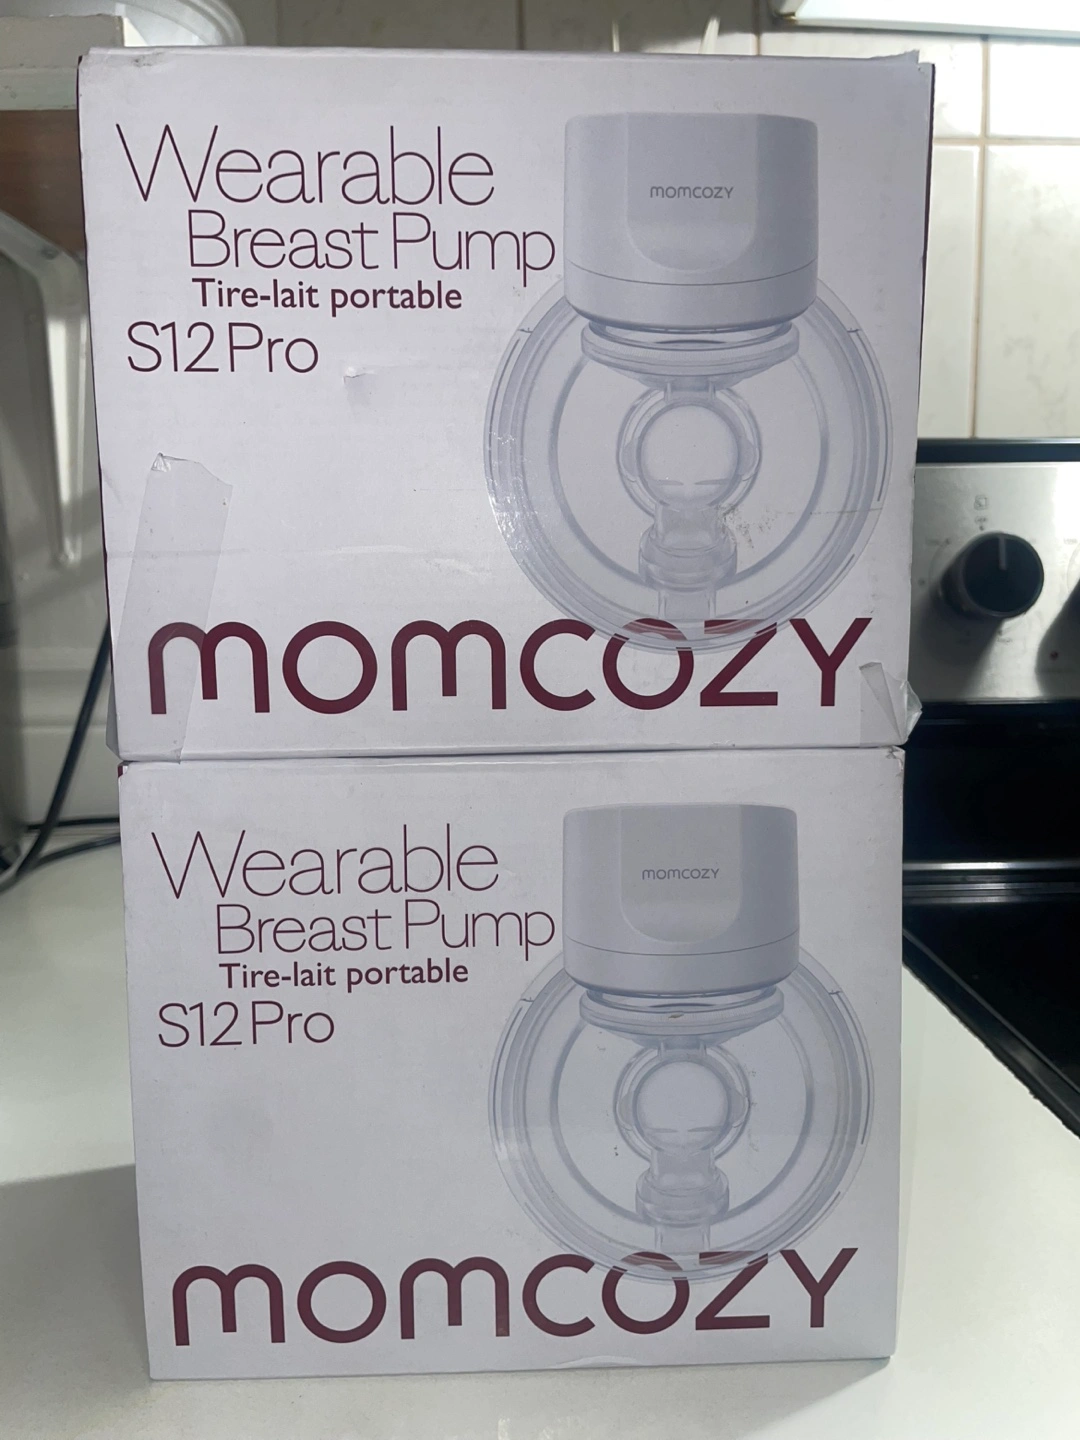 Wearable
Breast Pump
Tire-lait portable
S12 Pro
momcozy
momcozy
Wearable
Breast Pump
Tire-lait portable
S12 Pro
momcozy
momcozy